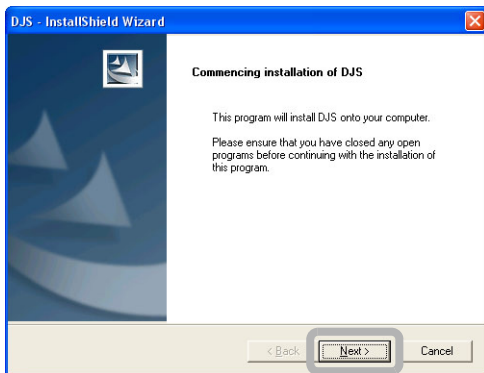 DJS - InstallShield Wizard
Commencing installation of DJS
This program will install DJS onto your computer.
Please ensure that you have closed any open
programs before continuing with the installation of
this program.
< Back Next > Cancel